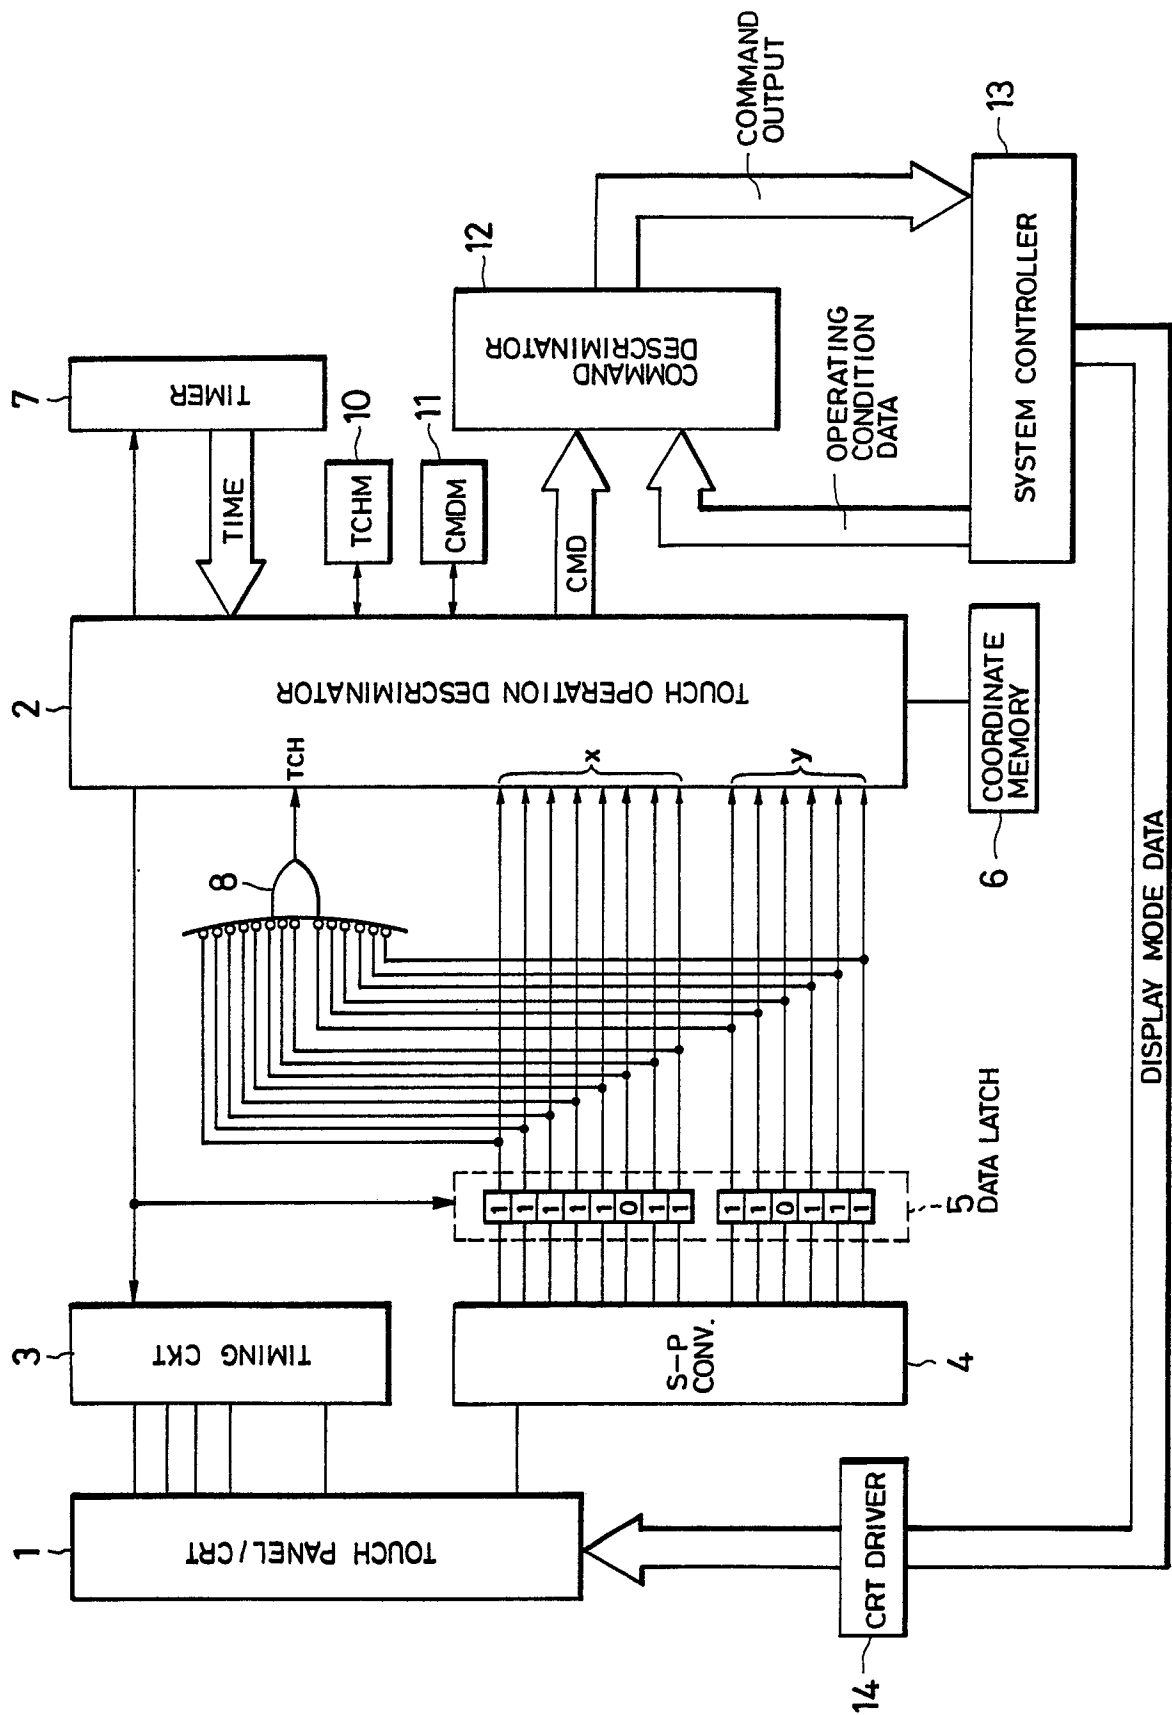 1
TOUCH PANEL/CRT
3
TIMING CKT
S-P
CONV.
4
14
CRT DRIVER
1
1
1
1
1
0
1
1
1
1
0
1
1
1
5
DATA LATCH
8
TCH
x
y
2
TOUCH OPERATION DESCRIMINATOR
6
COORDINATE
MEMORY
7
TIMER
TIME
10
TCHM
11
CMDM
CMD
12
COMMAND
DESCRIMINATOR
OPERATING
CONDITION
DATA
COMMAND
OUTPUT
13
SYSTEM CONTROLLER
DISPLAY MODE DATA